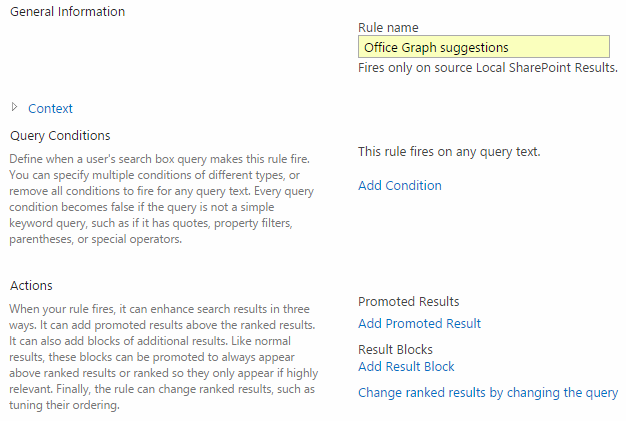 General Information
Rule name
Office Graph suggestions
Fires only on source Local SharePoint Results.
Context
Query Conditions
Define when a user's search box query makes this rule fire.
You can specify multiple conditions of different types, or
remove all conditions to fire for any query text. Every query
condition becomes false if the query is not a simple
keyword query, such as if it has quotes, property filters,
parentheses, or special operators.
This rule fires on any query text.
Add Condition
Actions
When your rule fires, it can enhance search results in three
ways. It can add promoted results above the ranked results.
It can also add blocks of additional results. Like normal
results, these blocks can be promoted to always appear
above ranked results or ranked so they only appear if highly
relevant. Finally, the rule can change ranked results, such as
tuning their ordering.
Promoted Results
Add Promoted Result
Result Blocks
Add Result Block
Change ranked results by changing the query